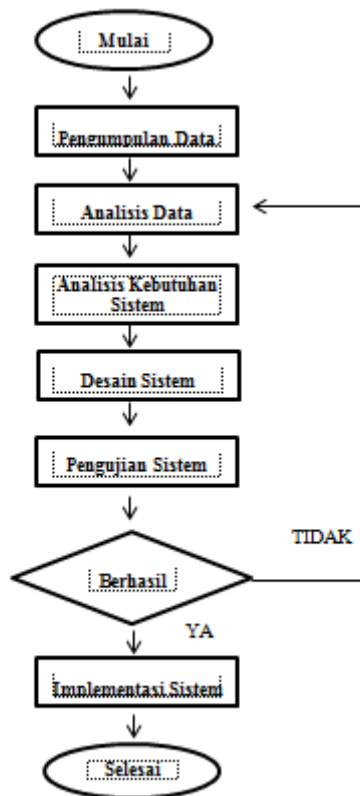 Mulai
Pengumpulan Data
Analisis Data
Analisis Kebutuhan
Sistem
Desain Sistem
Pengujian Sistem
TIDAK
Berhasil
YA
Implementasi Sistem
Selesai